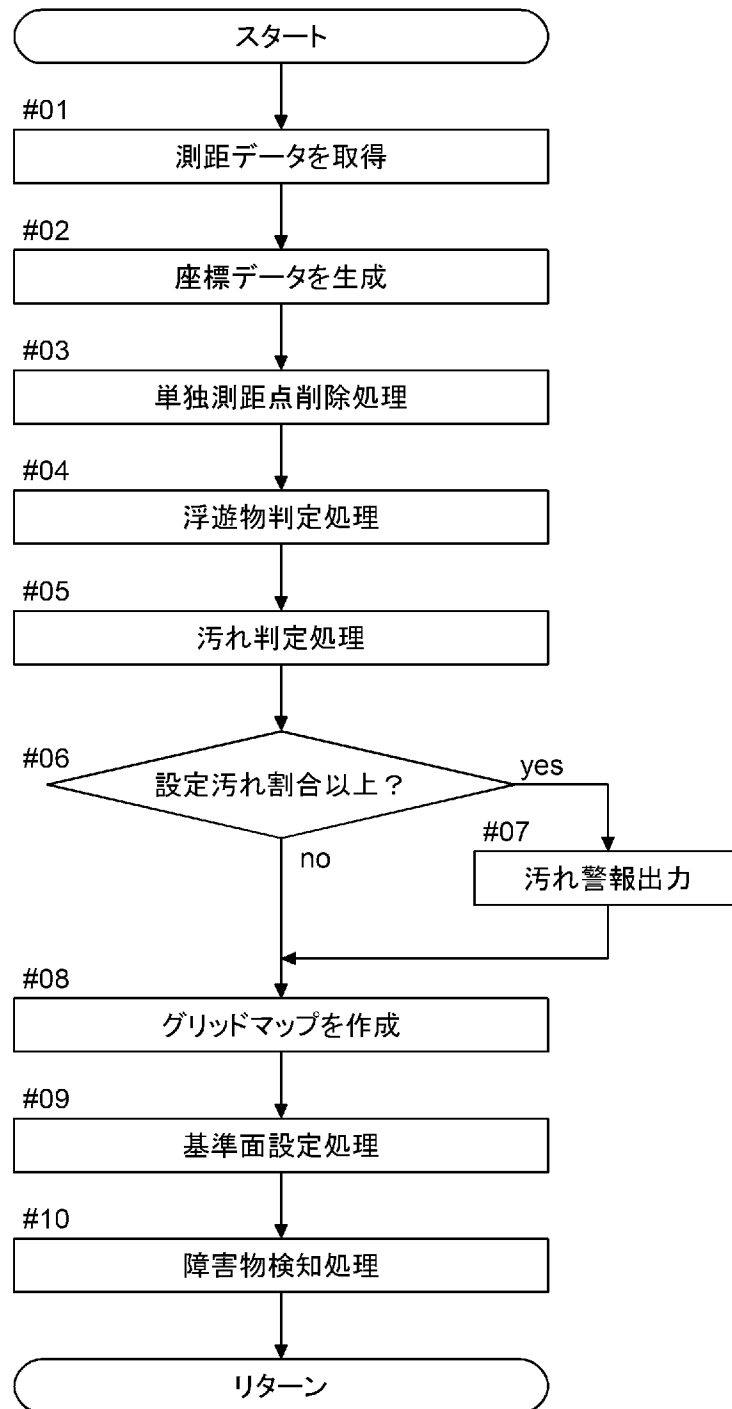 スタート
#01
測距データを取得
#02
座標データを生成
#03
単独測距点削除処理
#04
浮遊物判定処理
#05
汚れ判定処理
#06
設定汚れ割合以上？
yes
#07
汚れ警報出力
no
#08
グリッドマップを作成
#09
基準面設定処理
#10
障害物検知処理
リターン